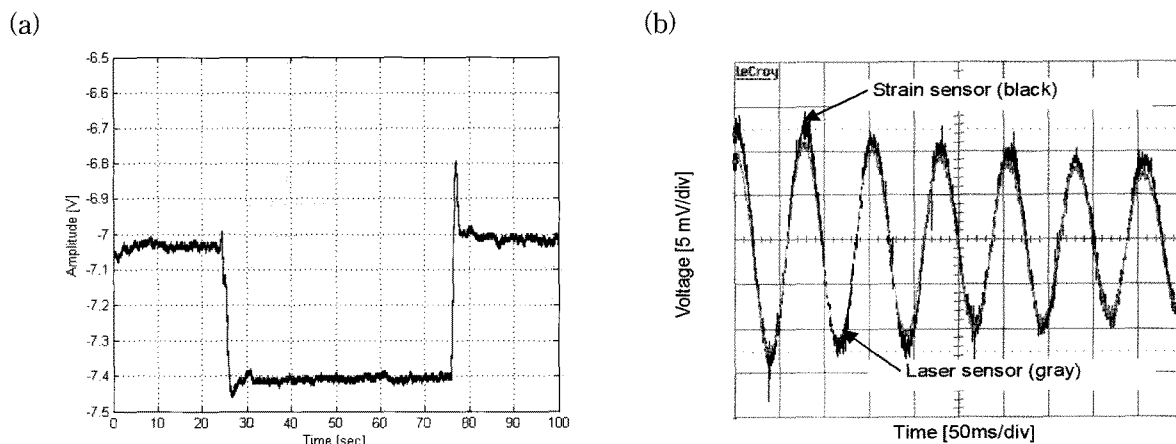 (a)
(b)
-6.5
-6.6
-6.7
-6.8
-6.9
-7
-7.1
-7.2
-7.3
-7.4
-7.5
Amplitude [V]
0 10 20 30 40 50 60 70 80 90 100
Time [sec]
LeCroy
Strain sensor (black)
Laser sensor (gray)
Voltage [5 mV/div]
Time [50ms/div]